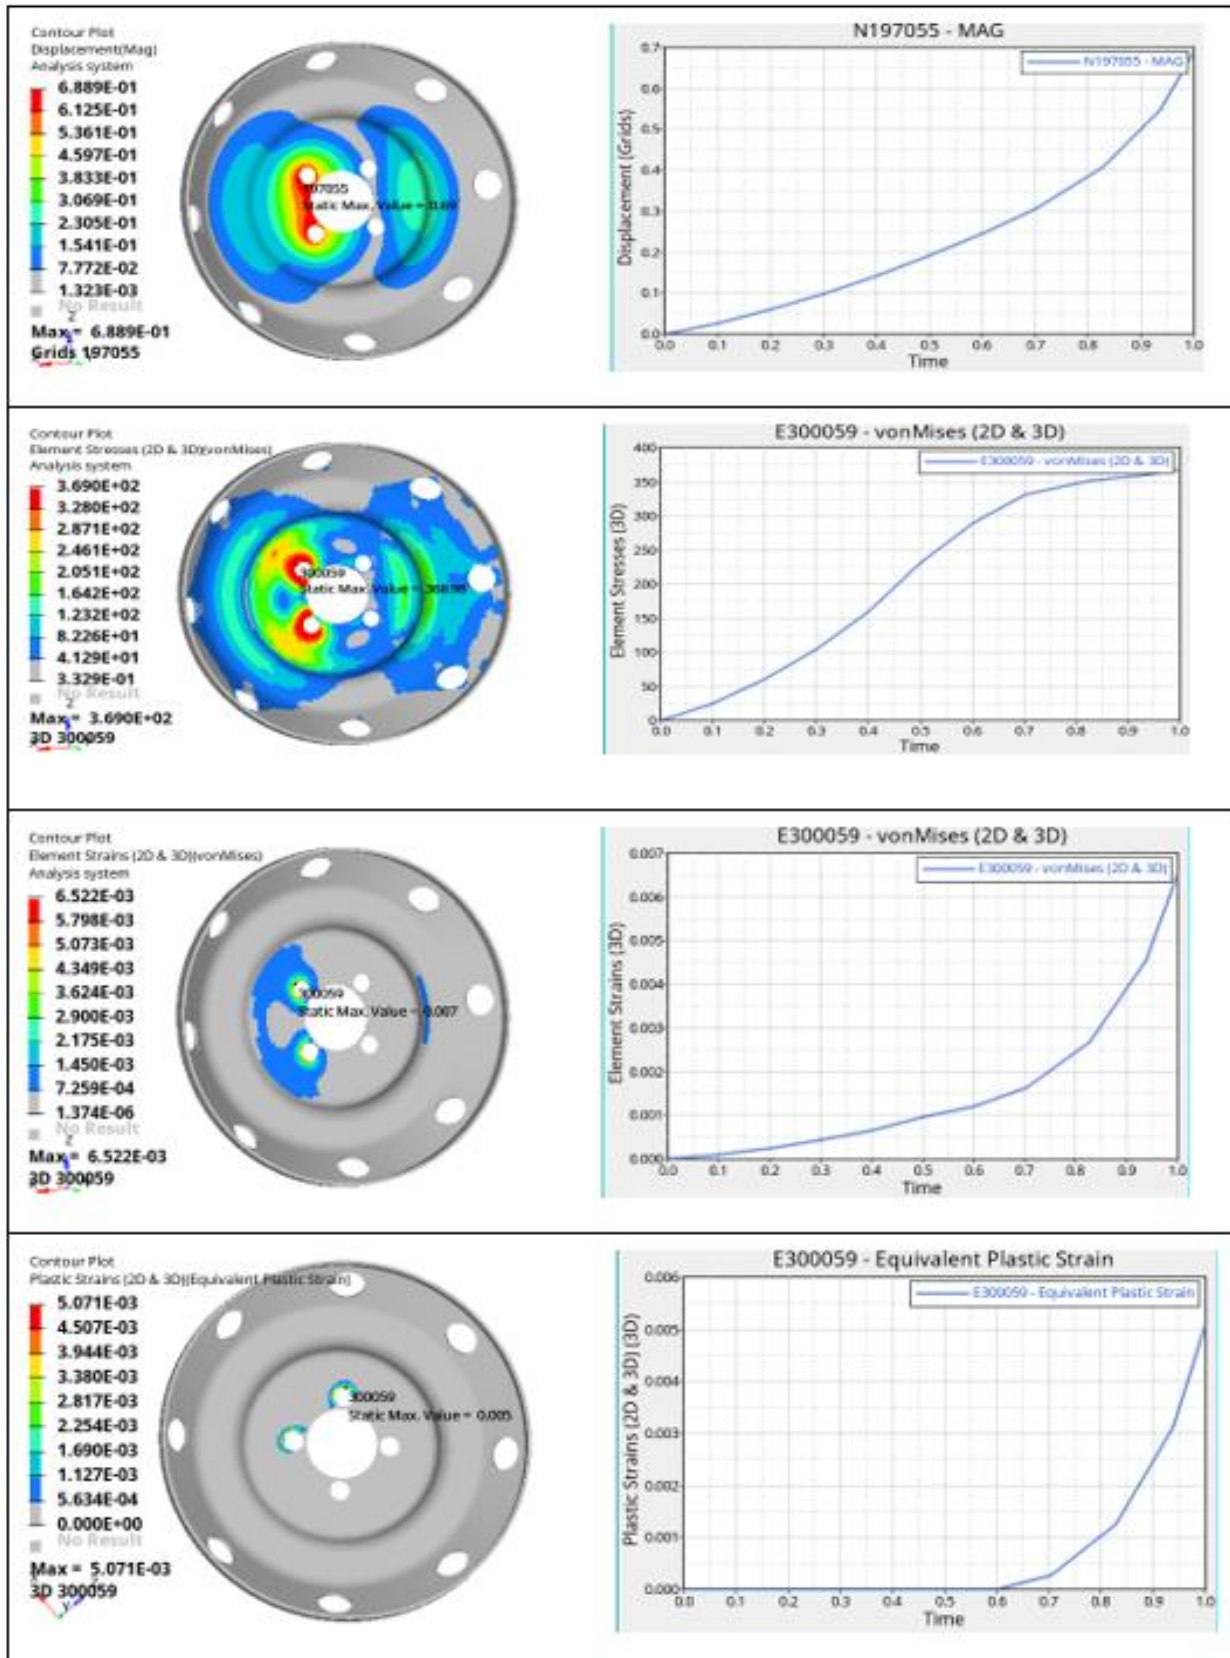 Contour Plot
Displacement(Mag)
Analysis system
6.889E-01
6.125E-01
5.361E-01
4.597E-01
3.833E-01
3.069E-01
2.305E-01
1.541E-01
7.772E-02
1.323E-03
No Result
Max = 6.889E-01
Grids 197055
Z
197055
Static Max. Value = 0.69
N197055 - MAG
N197055 - MAG
Displacement (Grids)
0.7
0.6
0.5
0.4
0.3
0.2
0.1
0.0
0.0 0.1 0.2 0.3 0.4 0.5 0.6 0.7 0.8 0.9 1.0
Time
Contour Plot
Element Stresses (2D & 3D)(vonMises)
Analysis system
3.690E+02
3.280E+02
2.871E+02
2.461E+02
2.051E+02
1.642E+02
1.232E+02
8.226E+01
4.129E+01
3.329E-01
No Result
Z
Max = 3.690E+02
3D 300059
300059
Static Max. Value = 368.98
E300059 - vonMises (2D & 3D)
E300059 - vonMises (2D & 3D)
Element Stresses (3D)
400
350
300
250
200
150
100
50
0
0.0 0.1 0.2 0.3 0.4 0.5 0.6 0.7 0.8 0.9 1.0
Time
Contour Plot
Element Strains (2D & 3D)(vonMises)
Analysis system
6.522E-03
5.798E-03
5.073E-03
4.349E-03
3.624E-03
2.900E-03
2.175E-03
1.450E-03
7.259E-04
1.374E-06
No Result
Z
Max = 6.522E-03
3D 300059
300059
Static Max. Value = 0.007
E300059 - vonMises (2D & 3D)
E300059 - vonMises (2D & 3D)
Element Strains (3D)
0.007
0.006
0.005
0.004
0.003
0.002
0.001
0.000
0.0 0.1 0.2 0.3 0.4 0.5 0.6 0.7 0.8 0.9 1.0
Time
Contour Plot
Plastic Strains (2D & 3D)(Equivalent Plastic Strain)
5.071E-03
4.507E-03
3.944E-03
3.380E-03
2.817E-03
2.254E-03
1.690E-03
1.127E-03
5.634E-04
0.000E+00
No Result
Max = 5.071E-03
3D 300059
Y
300059
Static Max. Value = 0.005
E300059 - Equivalent Plastic Strain
E300059 - Equivalent Plastic Strain
Plastic Strains (2D & 3D) (3D)
0.006
0.005
0.004
0.003
0.002
0.001
0.000
0.0 0.1 0.2 0.3 0.4 0.5 0.6 0.7 0.8 0.9 1.0
Time